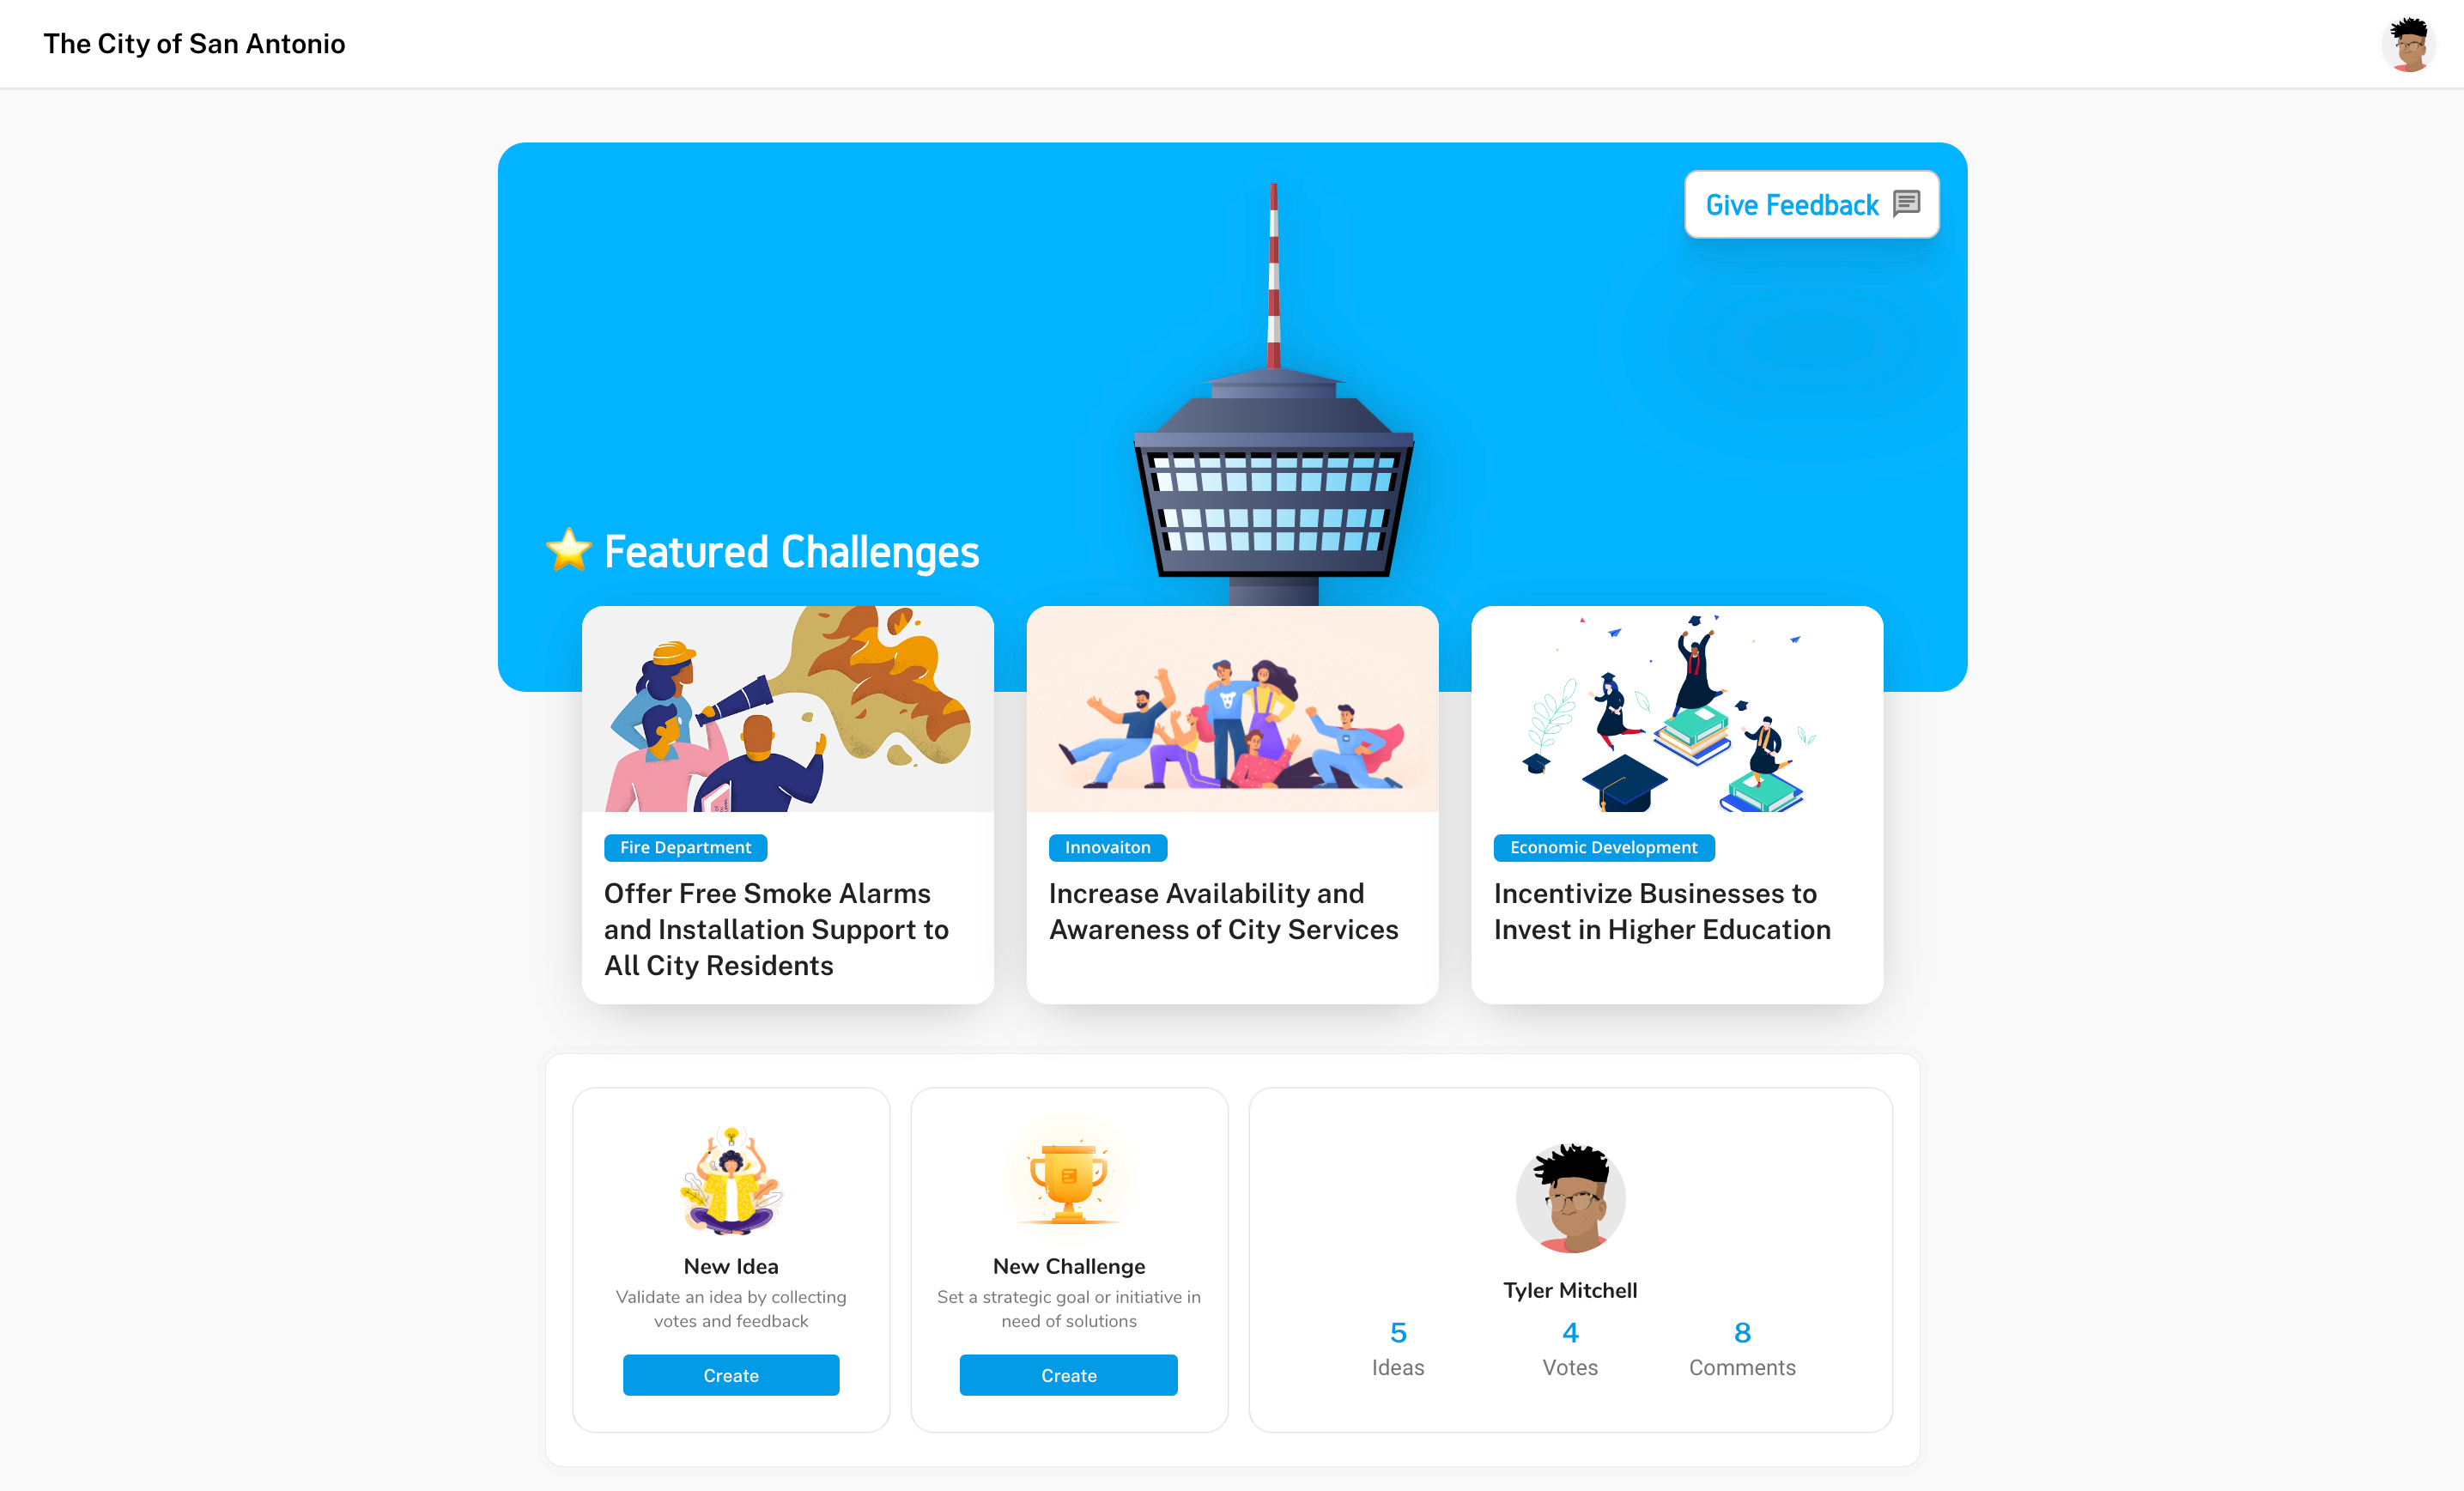 The City of San Antonio
Give Feedback
Featured Challenges
Fire Department
Offer Free Smoke Alarms
and Installation Support to
All City Residents
Innovaiton
Increase Availability and
Awareness of City Services
Economic Development
Incentivize Businesses to
Invest in Higher Education
New Idea
Validate an idea by collecting
votes and feedback
Create
New Challenge
Set a strategic goal or initiative in
need of solutions
Create
Tyler Mitchell
5
Ideas
4
Votes
8
Comments